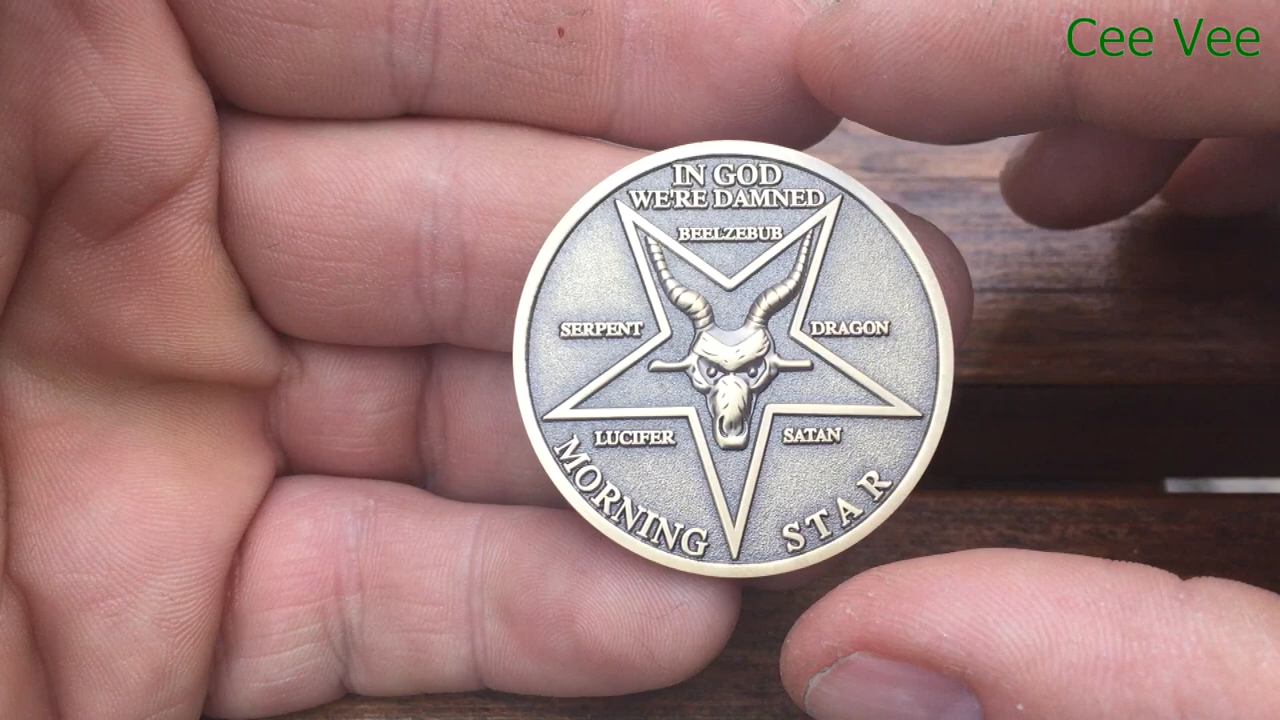 Cee Vee
IN GOD
WE'RE DAMNED
BEELZEBUB
SERPENT
DRAGON
LUCIFER
SATAN
MORNING STAR